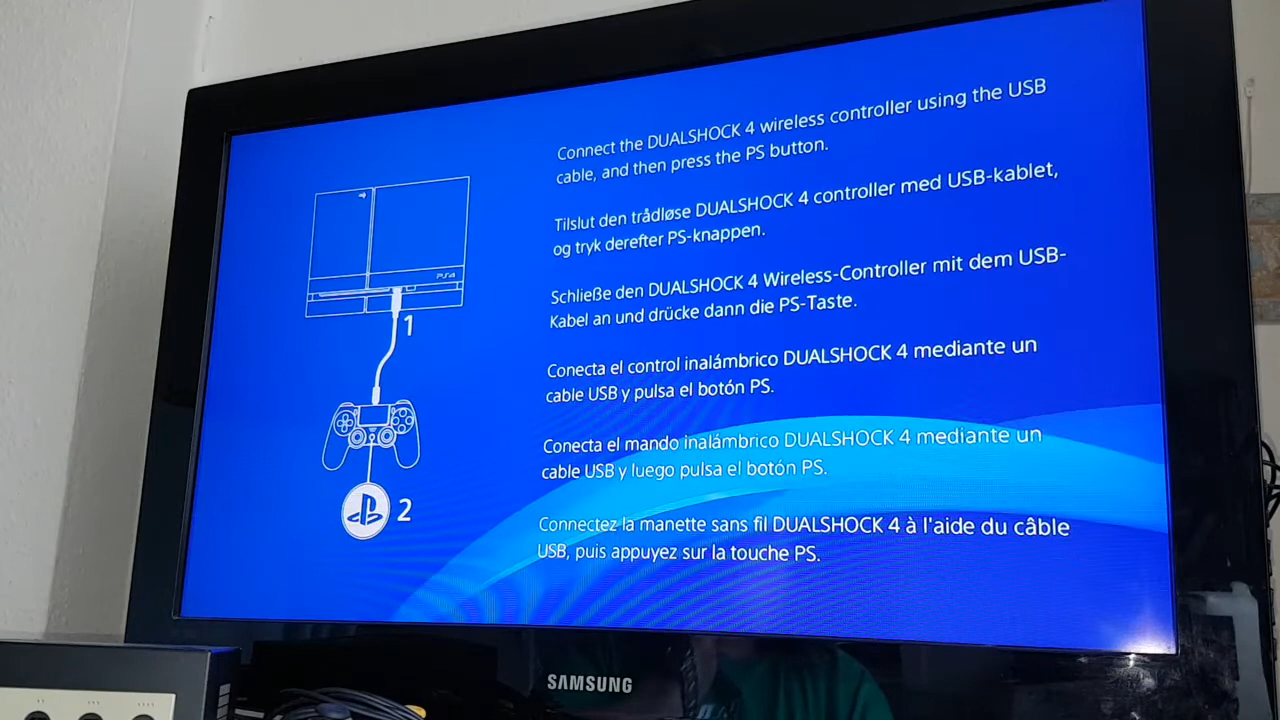 Connect the DUALSHOCK 4 wireless controller using the USB
cable, and then press the PS button.
Tilslut den trådløse DUALSHOCK 4 controller med USB-kablet,
og tryk derefter PS-knappen.
Schließe den DUALSHOCK 4 Wireless-Controller mit dem USB-
Kabel an und drücke dann die PS-Taste.
Conecta el control inalámbrico DUALSHOCK 4 mediante un
cable USB y pulsa el botón PS.
Conecta el mando inalámbrico DUALSHOCK 4 mediante un
cable USB y luego pulsa el botón PS.
Connectez la manette sans fil DUALSHOCK 4 à l'aide du câble
USB, puis appuyez sur la touche PS.
PS4
1
2
SAMSUNG